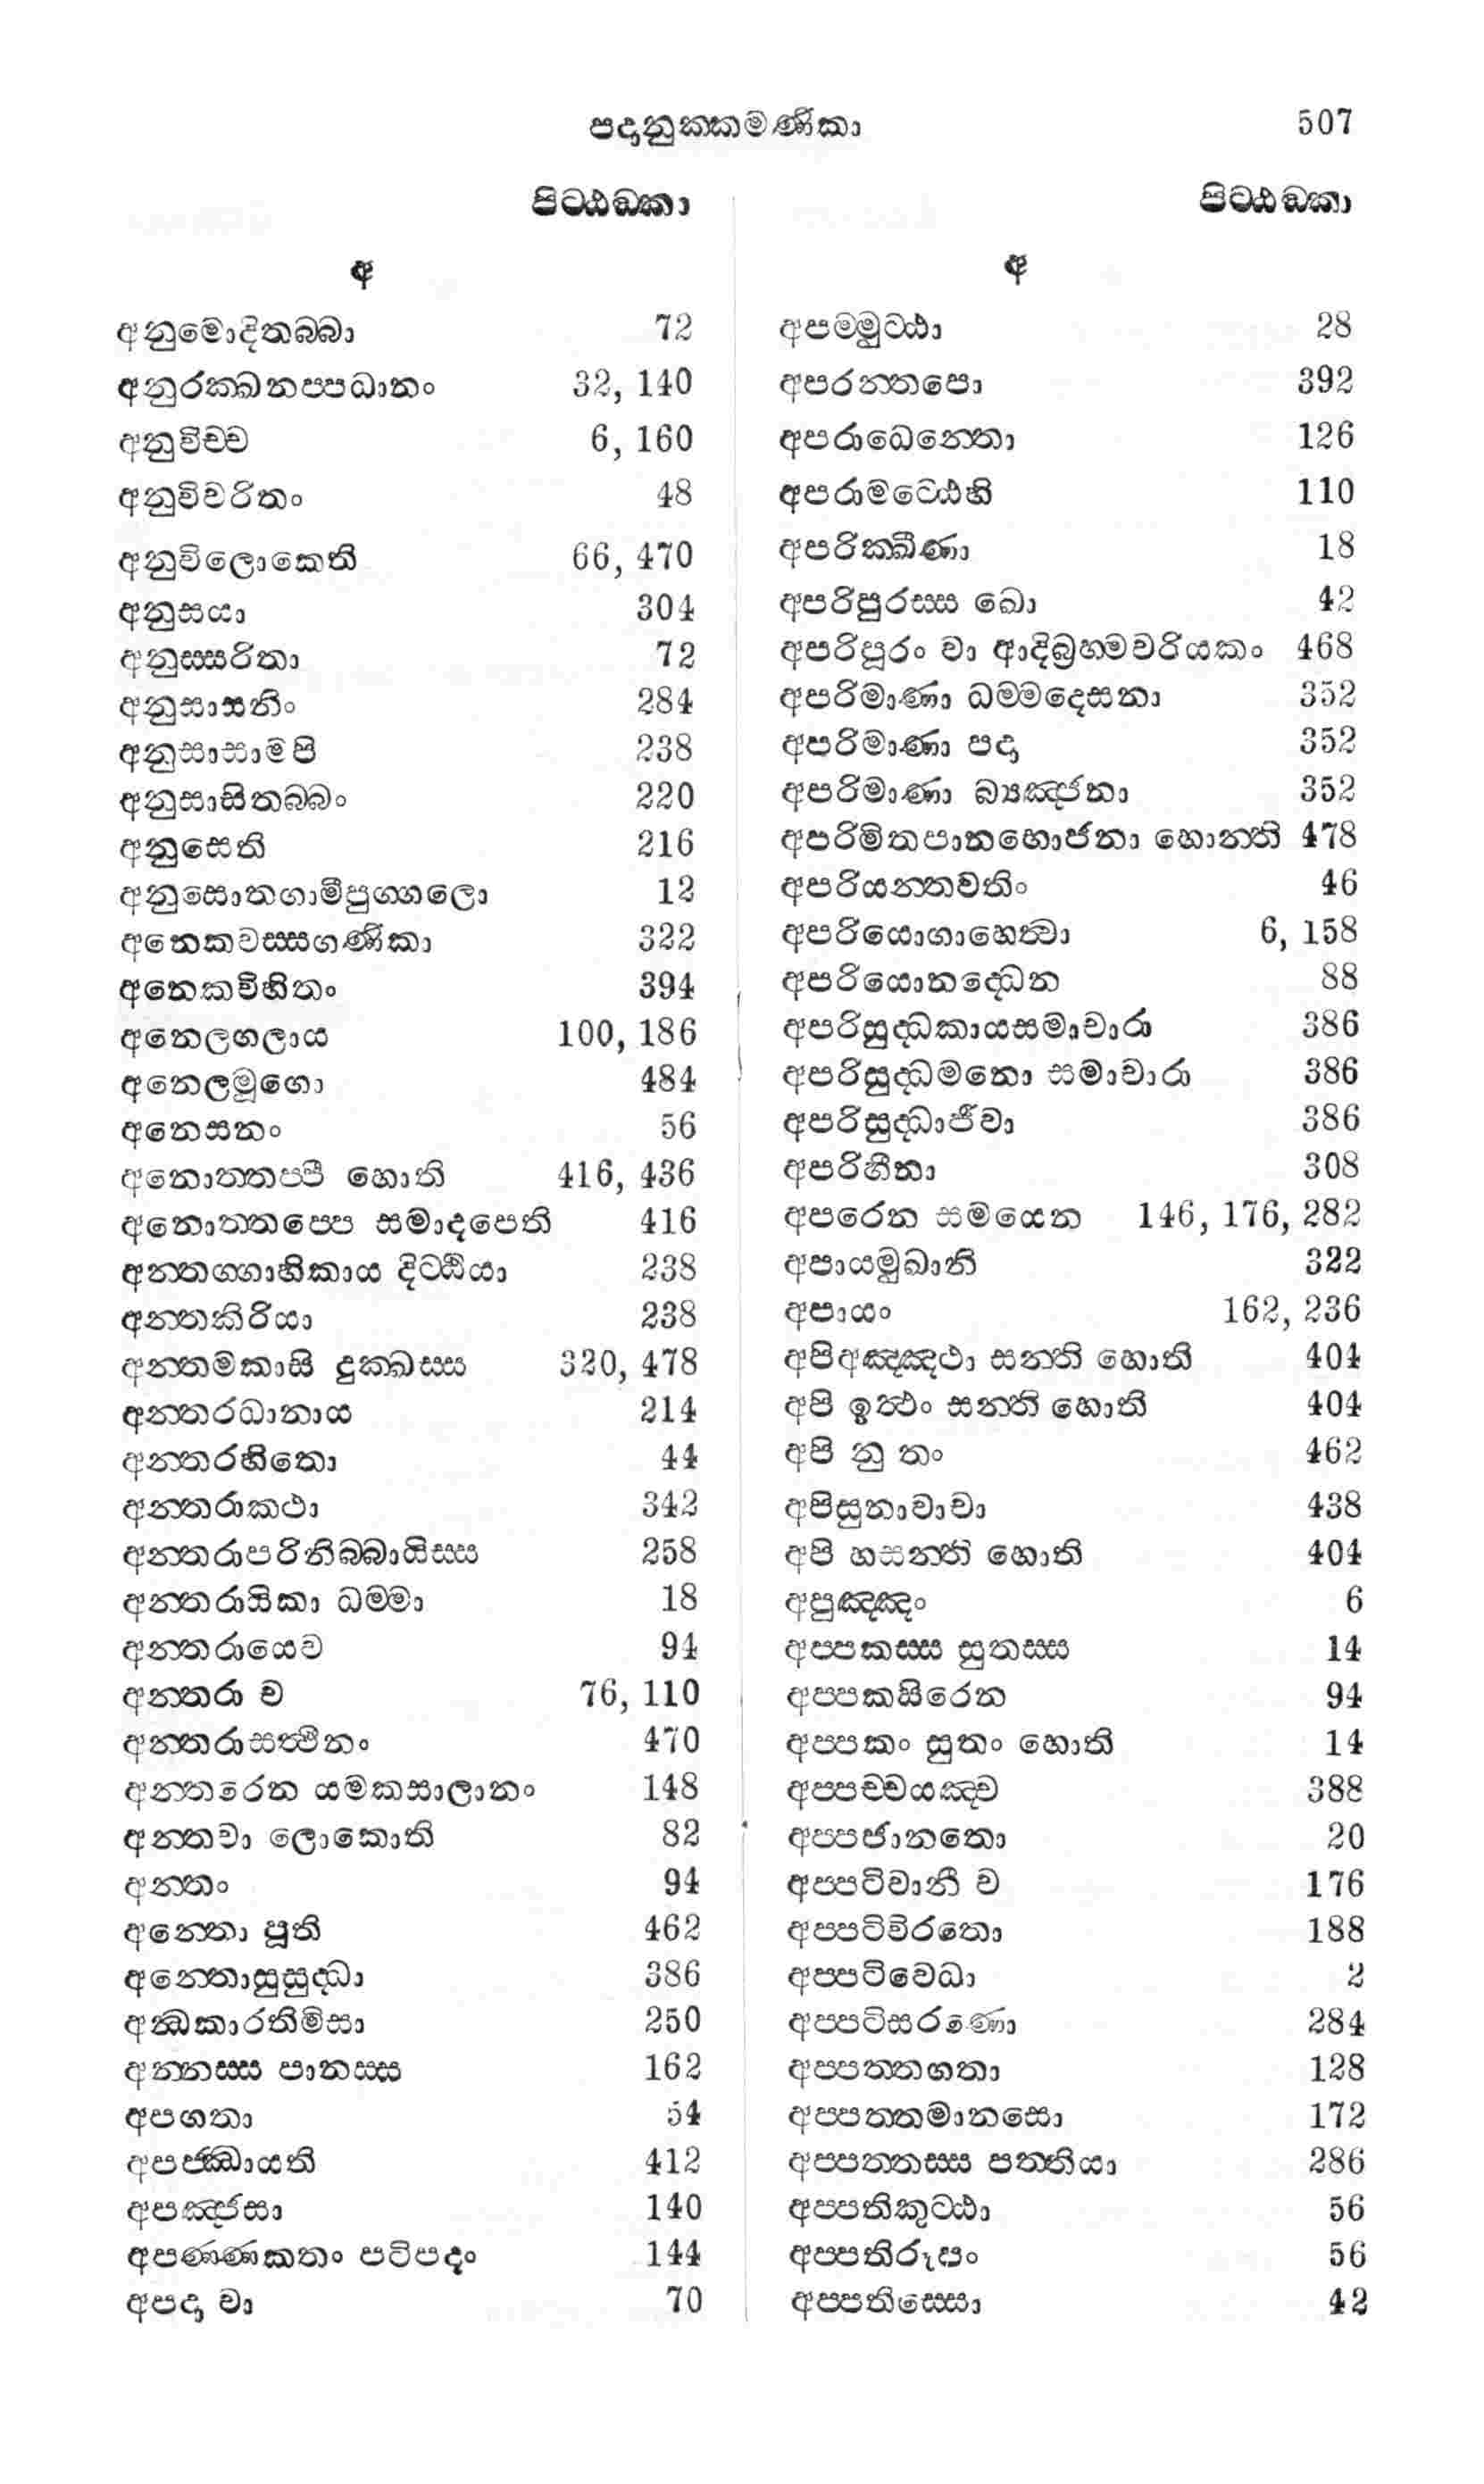 පදානුක්කමණිකා 507
පිට්ඨඞ්කා
අ
අනුමොදිතබ්බා 72
අනුරක්ඛනප්පධානං 32, 140
අනුවිච්ච 6, 160
අනුවිචරිතං 48
අනුවිලොකෙති 66, 470
අනුසයා 304
අනුස්සරිතා 72
අනුසාසනිං 284
අනුසාසාමපි 238
අනුසාසිතබ්බං 220
අනුසෙති 216
අනුසොතගාමීපුග්ගලො 12
අනෙකවස්සගණිකා 322
අනෙකවිහිතං 394
අනෙලගලාය 100, 186
අනෙලමූගො 484
අනෙසනං 56
අනොත්තප්පී හොති 416, 436
අනොත්තප්පෙ සමාදපෙති 416
අන්තග්ගාහිකාය දිට්ඨියා 238
අන්තකිරියා 238
අන්තමකාසි දුක්ඛස්ස 320, 478
අන්තරධානාය 214
අන්තරහිතො 44
අන්තරාකථා 342
අන්තරාපරිනිබ්බායිස්ස 258
අන්තරායිකා ධම්මා 18
අන්තරායෙව 94
අන්තරා ච 76, 110
අන්තරාසත්ථීනං 470
අන්තරෙන යමකසාලානං 148
අන්තවා ලොකොති 82
අන්තං 94
අන්තො පූති 462
අන්තොසුසුද්ධා 386
අන්ධකාරතිමිසා 250
අන්නස්ස පානස්ස 162
අපගතා 54
අපජ්ඣායති 412
අපඤ්ජසා 140
අපණ්ණකතං පටිපදං 144
අපදා වා 70
පිට්ඨඞ්කා
අ
අපම්මුට්ඨා 28
අපරන්තපො 392
අපරාධෙන්තො 126
අපරාමට්ඨෙහි 110
අපරික්ඛීණා 18
අපරිපුරස්ස ඛො 42
අපරිපූරං වා ආදිබ්‍රහ්මචරියකං 468
අපරිමාණා ධම්මදෙසනා 352
අපරිමාණා පදා 352
අපරිමාණා බ්‍යඤ්ජනා 352
අපරිමිතපානභොජනා හොන්ති 478
අපරියන්තවතිං 46
අපරියොගාහෙත්වා 6, 158
අපරියොනද්ධෙන 88
අපරිසුද්ධකායසමාචාරා 386
අපරිසුද්ධමනො සමාචාරා 386
අපරිසුද්ධාජීවා 386
අපරිහීනා 308
අපරෙන සමයෙන 146, 176, 282
අපායමුඛානි 322
අපායං 162, 236
අපිඅඤ්ඤථා සන්ති හොති 404
අපි ඉත්ථං සන්ති හොති 404
අපි නු තං 462
අපිසුනාවාචා 438
අපි හසන්ති හොති 404
අපුඤ්ඤං 6
අප්පකස්ස සුතස්ස 14
අප්පකසිරෙන 94
අප්පකං සුතං හොති 14
අප්පච්චයඤ්ච 388
අප්පජානතො 20
අප්පටිවානී ච 176
අප්පටිවිරතො 188
අප්පටිවෙධා 2
අප්පටිසරණො 284
අප්පත්තගතා 128
අප්පත්තමානසො 172
අප්පත්තස්ස පත්තියා 286
අප්පතිකුට්ඨා 56
අප්පතිරූපං 56
අප්පතිස්සො 42